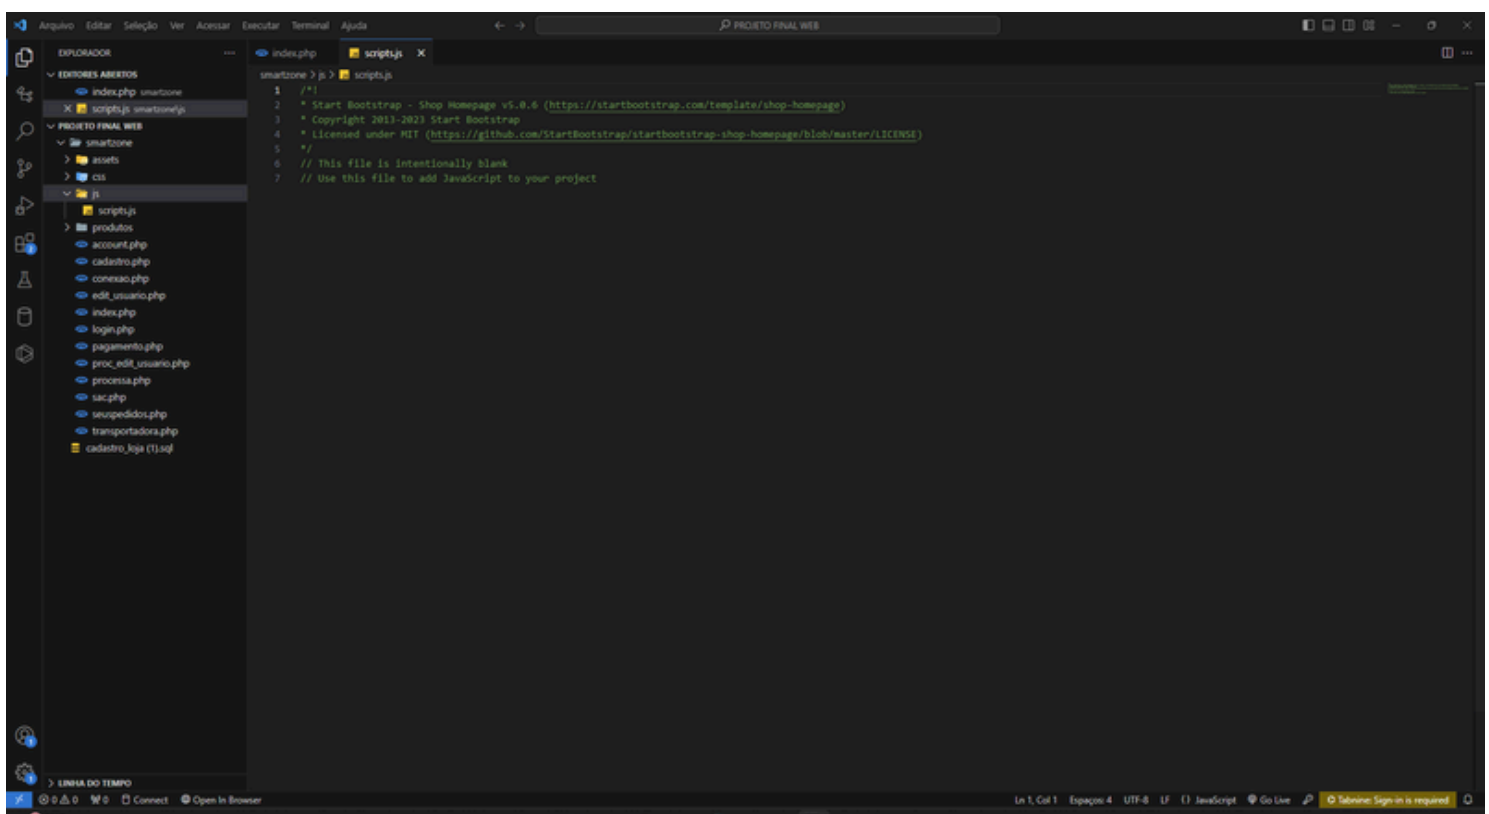 Arquivo Editar Seleção Ver Acessar Executar Terminal Ajuda
PROJETO FINAL WEB
EXPLORADOR
index.php
scripts.js
EDITORES ABERTOS
index.php smartzone
scripts.js smartzone\js
PROJETO FINAL WEB
smartzone
assets
css
js
scripts.js
produtos
account.php
cadastro.php
conexao.php
edit_usuario.php
index.php
login.php
pagamento.php
proc_edit_usuario.php
processa.php
sac.php
seuspedidos.php
transportadora.php
cadastro_loja (1).sql
LINHA DO TEMPO
smartzone > js > scripts.js
1 /*!
2 * Start Bootstrap - Shop Homepage v5.0.6 (https://startbootstrap.com/template/shop-homepage)
3 * Copyright 2013-2023 Start Bootstrap
4 * Licensed under MIT (https://github.com/StartBootstrap/startbootstrap-shop-homepage/blob/master/LICENSE)
5 */
6 // This file is intentionally blank
7 // Use this file to add JavaScript to your project
0 0 0 Connect Open In Browser
Ln 1, Col 1 Espaços: 4 UTF-8 LF {} JavaScript Go Live Tabnine: Sign-in is required